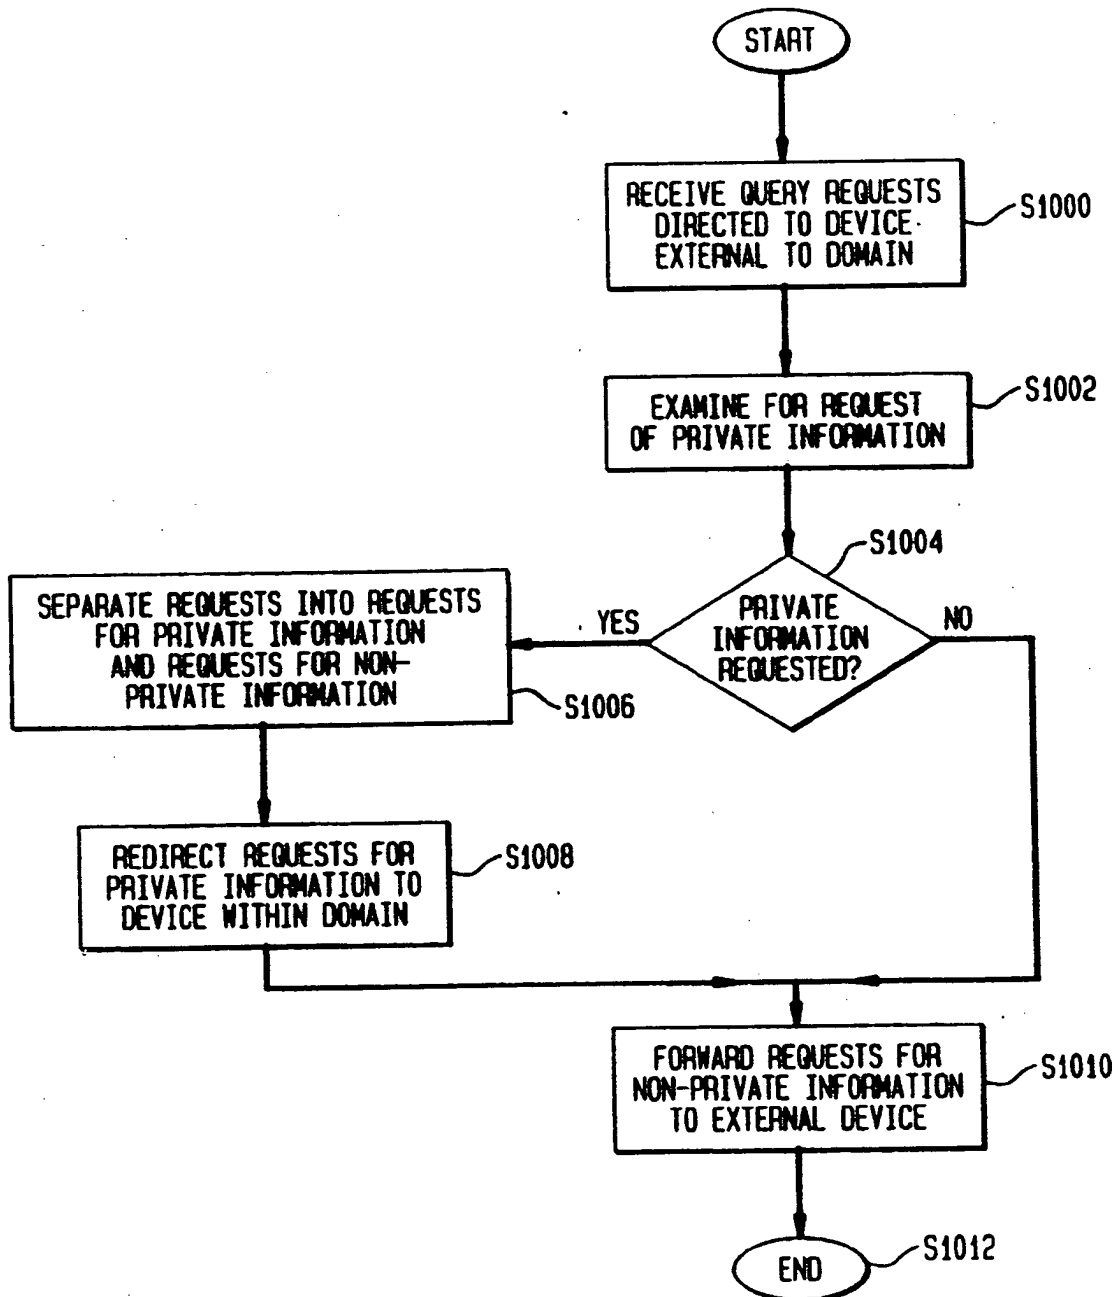 START
RECEIVE QUERY REQUESTS
DIRECTED TO DEVICE
EXTERNAL TO DOMAIN
S1000
EXAMINE FOR REQUEST
OF PRIVATE INFORMATION
S1002
S1004
PRIVATE
INFORMATION
REQUESTED?
YES
NO
SEPARATE REQUESTS INTO REQUESTS
FOR PRIVATE INFORMATION
AND REQUESTS FOR NON-
PRIVATE INFORMATION
S1006
REDIRECT REQUESTS FOR
PRIVATE INFORMATION TO
DEVICE WITHIN DOMAIN
S1008
FORWARD REQUESTS FOR
NON-PRIVATE INFORMATION
TO EXTERNAL DEVICE
S1010
END
S1012